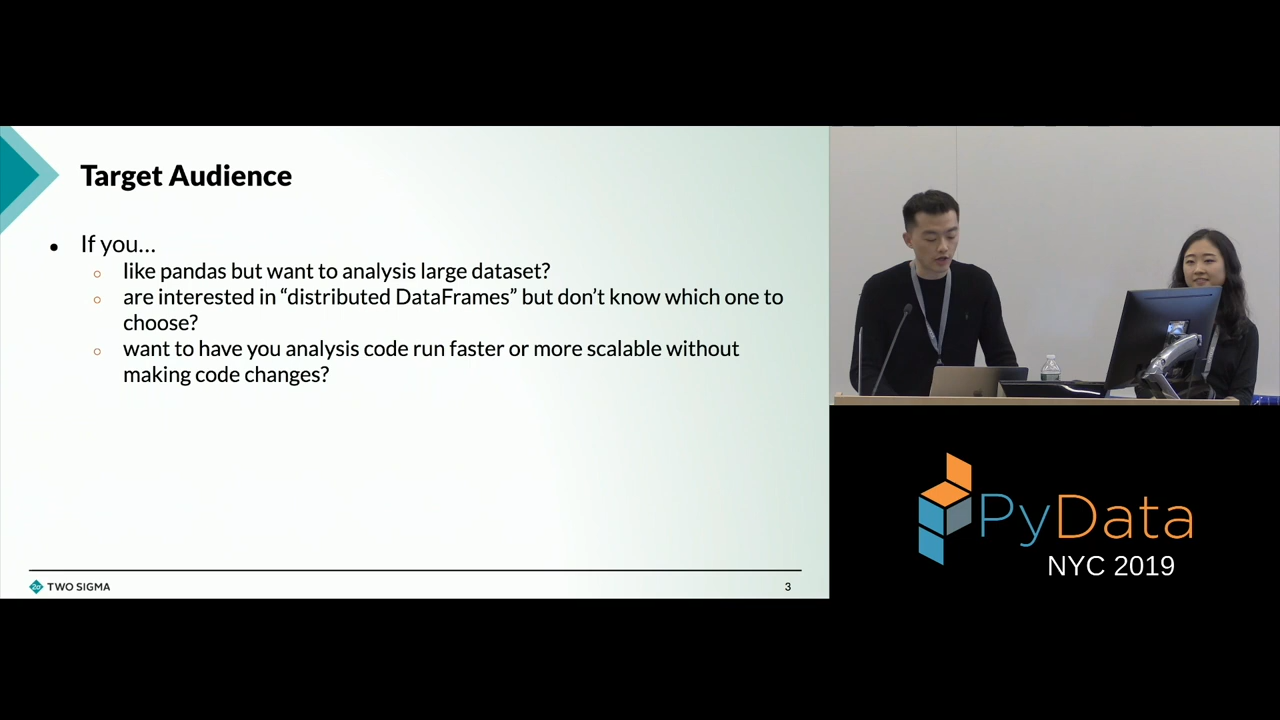 Target Audience
● If you...
○ like pandas but want to analysis large dataset?
○ are interested in “distributed DataFrames” but don’t know which one to
choose?
○ want to have you analysis code run faster or more scalable without
making code changes?
TWO SIGMA
3
PyData
NYC 2019